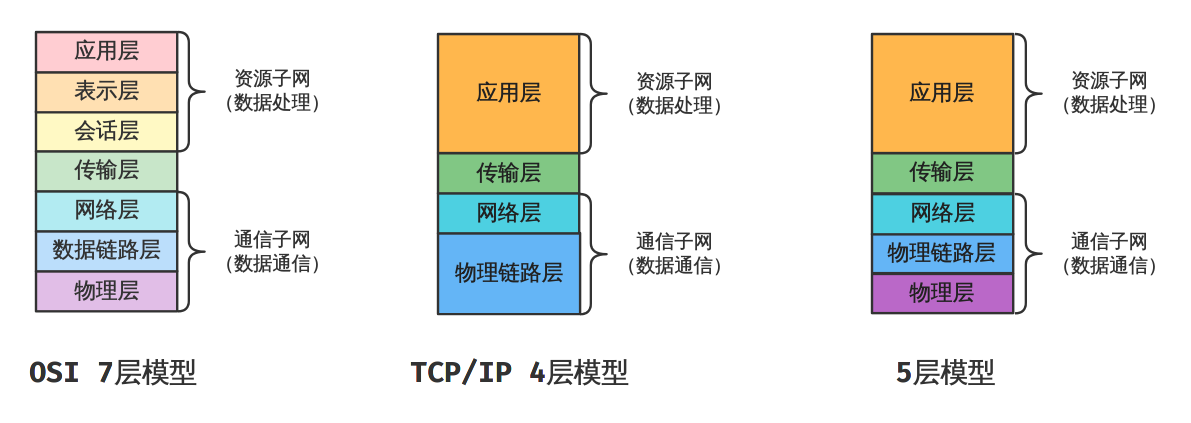 应用层
表示层
会话层
传输层
网络层
数据链路层
物理层
资源子网
（数据处理）
通信子网
（数据通信）
OSI 7层模型
应用层
传输层
网络层
物理链路层
资源子网
（数据处理）
通信子网
（数据通信）
TCP/IP 4层模型
应用层
传输层
网络层
物理链路层
物理层
资源子网
（数据处理）
通信子网
（数据通信）
5层模型